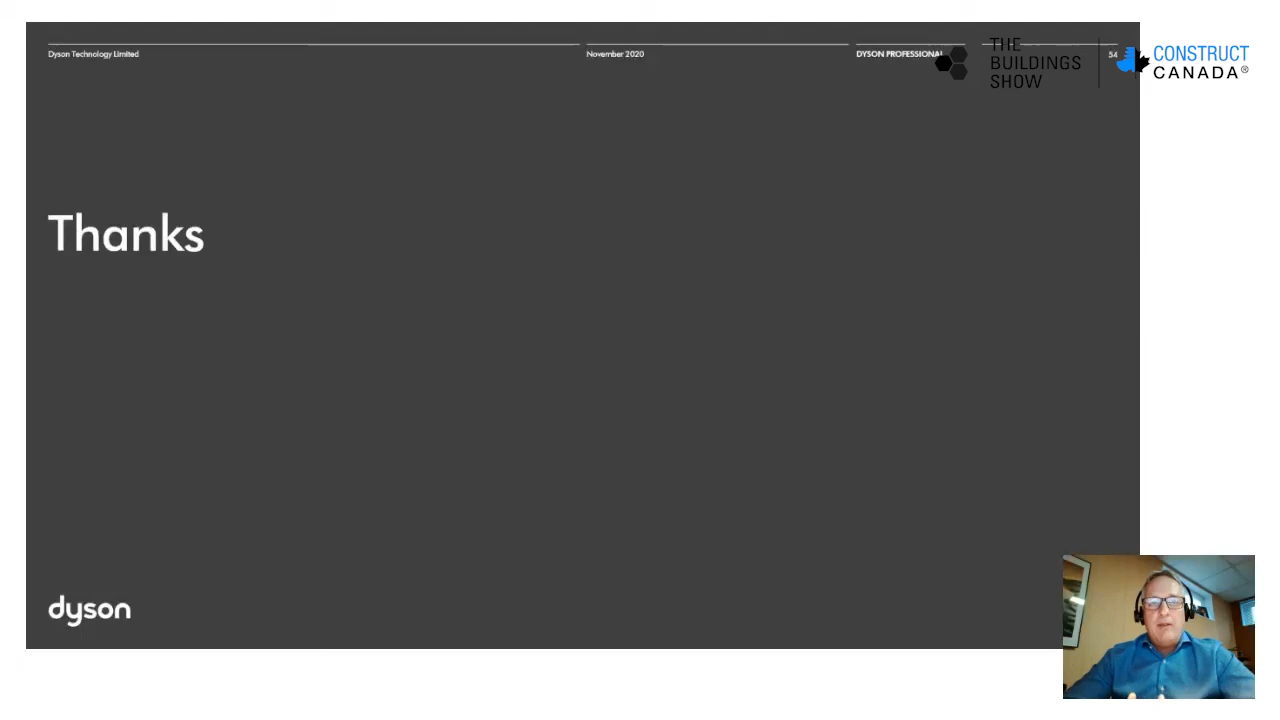 Dyson Technology Limited
November 2020
DYSON PROFESSIONAL
54
THE
BUILDINGS
SHOW
CONSTRUCT
CANADA®
Thanks
dyson